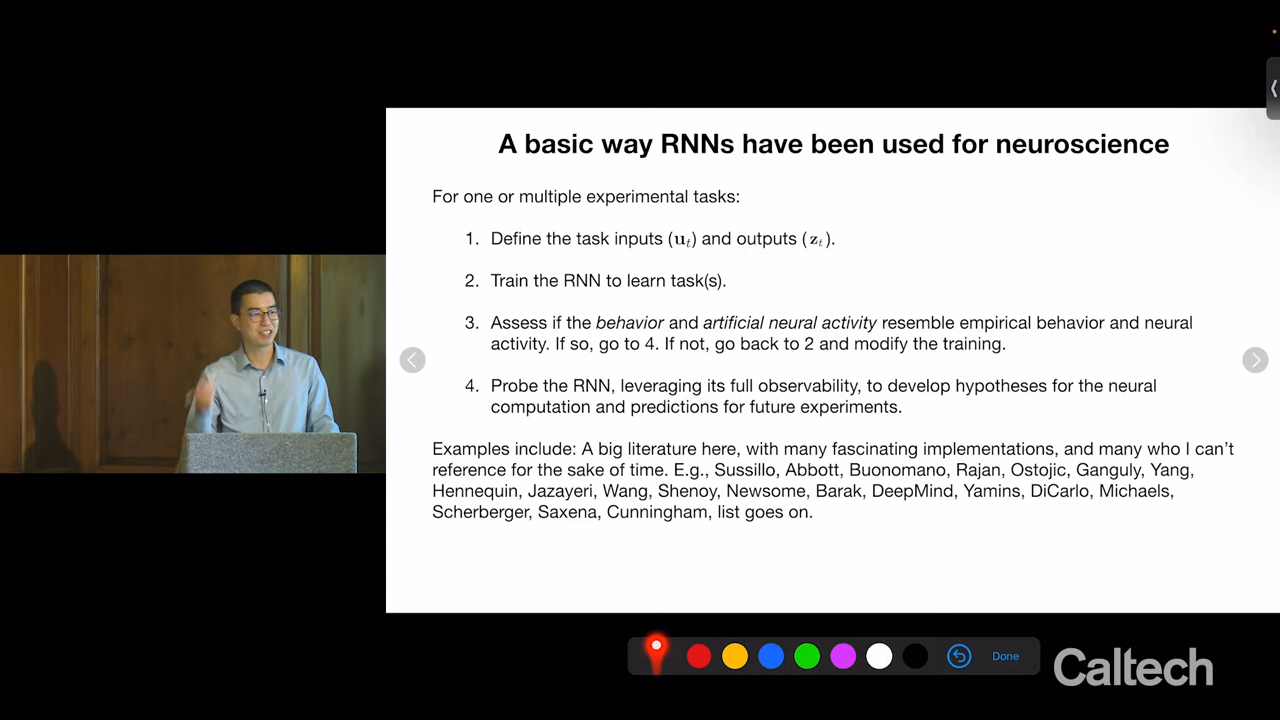 A basic way RNNs have been used for neuroscience
For one or multiple experimental tasks:
1. Define the task inputs (uₜ) and outputs (zₜ).
2. Train the RNN to learn task(s).
3. Assess if the behavior and artificial neural activity resemble empirical behavior and neural
activity. If so, go to 4. If not, go back to 2 and modify the training.
4. Probe the RNN, leveraging its full observability, to develop hypotheses for the neural
computation and predictions for future experiments.
Examples include: A big literature here, with many fascinating implementations, and many who I can’t
reference for the sake of time. E.g., Sussillo, Abbott, Buonomano, Rajan, Ostojic, Ganguly, Yang,
Hennequin, Jazayeri, Wang, Shenoy, Newsome, Barak, DeepMind, Yamins, DiCarlo, Michaels,
Scherberger, Saxena, Cunningham, list goes on.
Done
Caltech